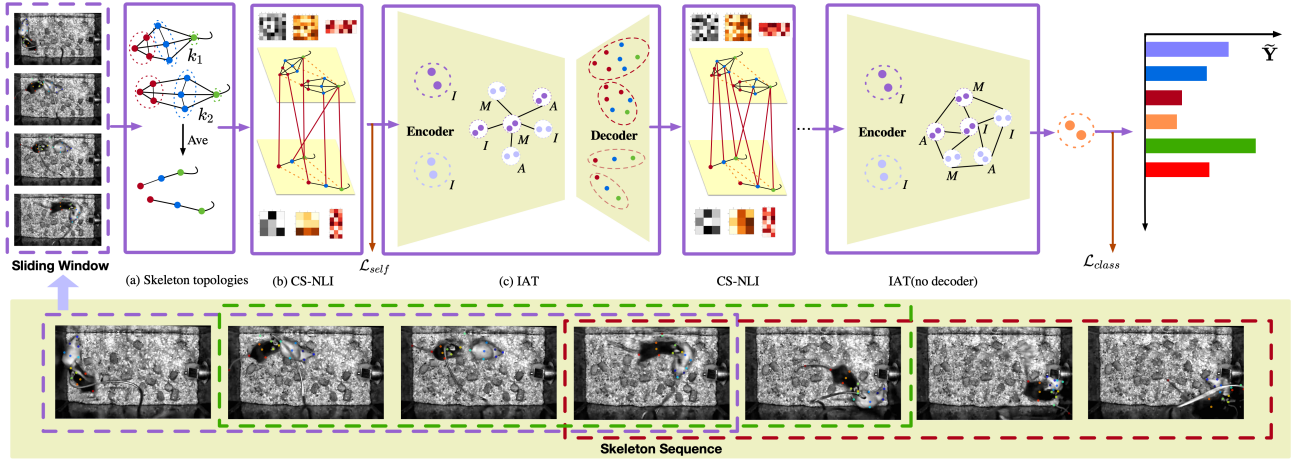 k1
k2
Ave
Sliding Window
(a) Skeleton topologies
(b) CS-NLI
ℒself
Encoder
I
I
M
A
I
M
I
A
Decoder
(c) IAT
CS-NLI
...
Encoder
I
I
M
A
I
I
M
A
IAT(no decoder)
ℒclass
Ỹ
Skeleton Sequence